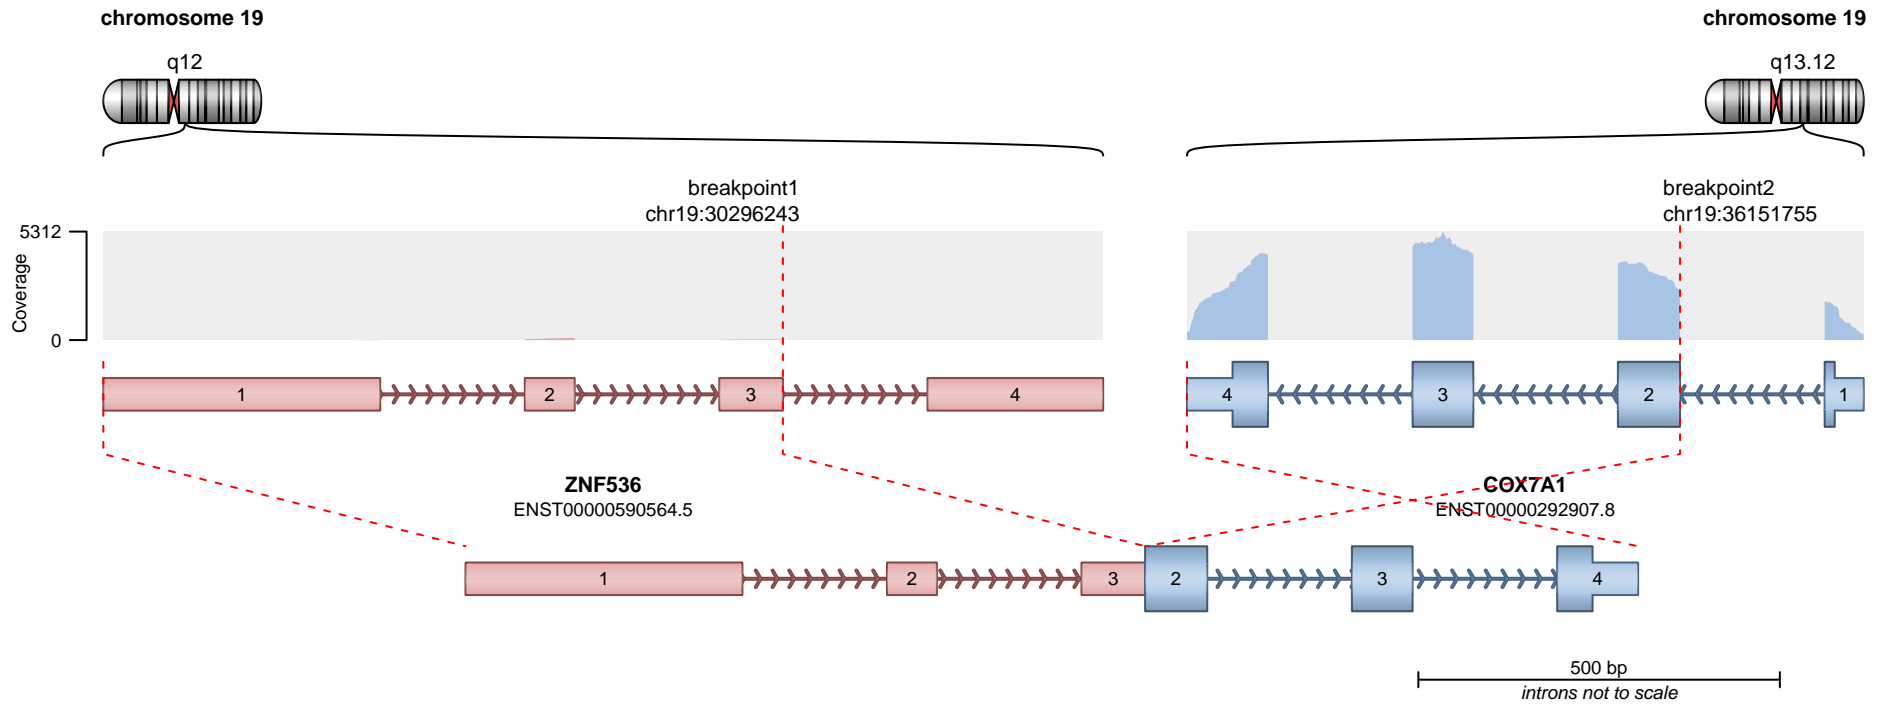 chromosome 19
chromosome 19
q12
q13.12
breakpoint1
chr19:30296243
breakpoint2
chr19:36151755
5312
Coverage
0
1
2
3
4
4
3
2
1
ZNF536
ENST00000590564.5
COX7A1
ENST00000292907.8
1
2
3
2
3
4
500 bp
introns not to scale